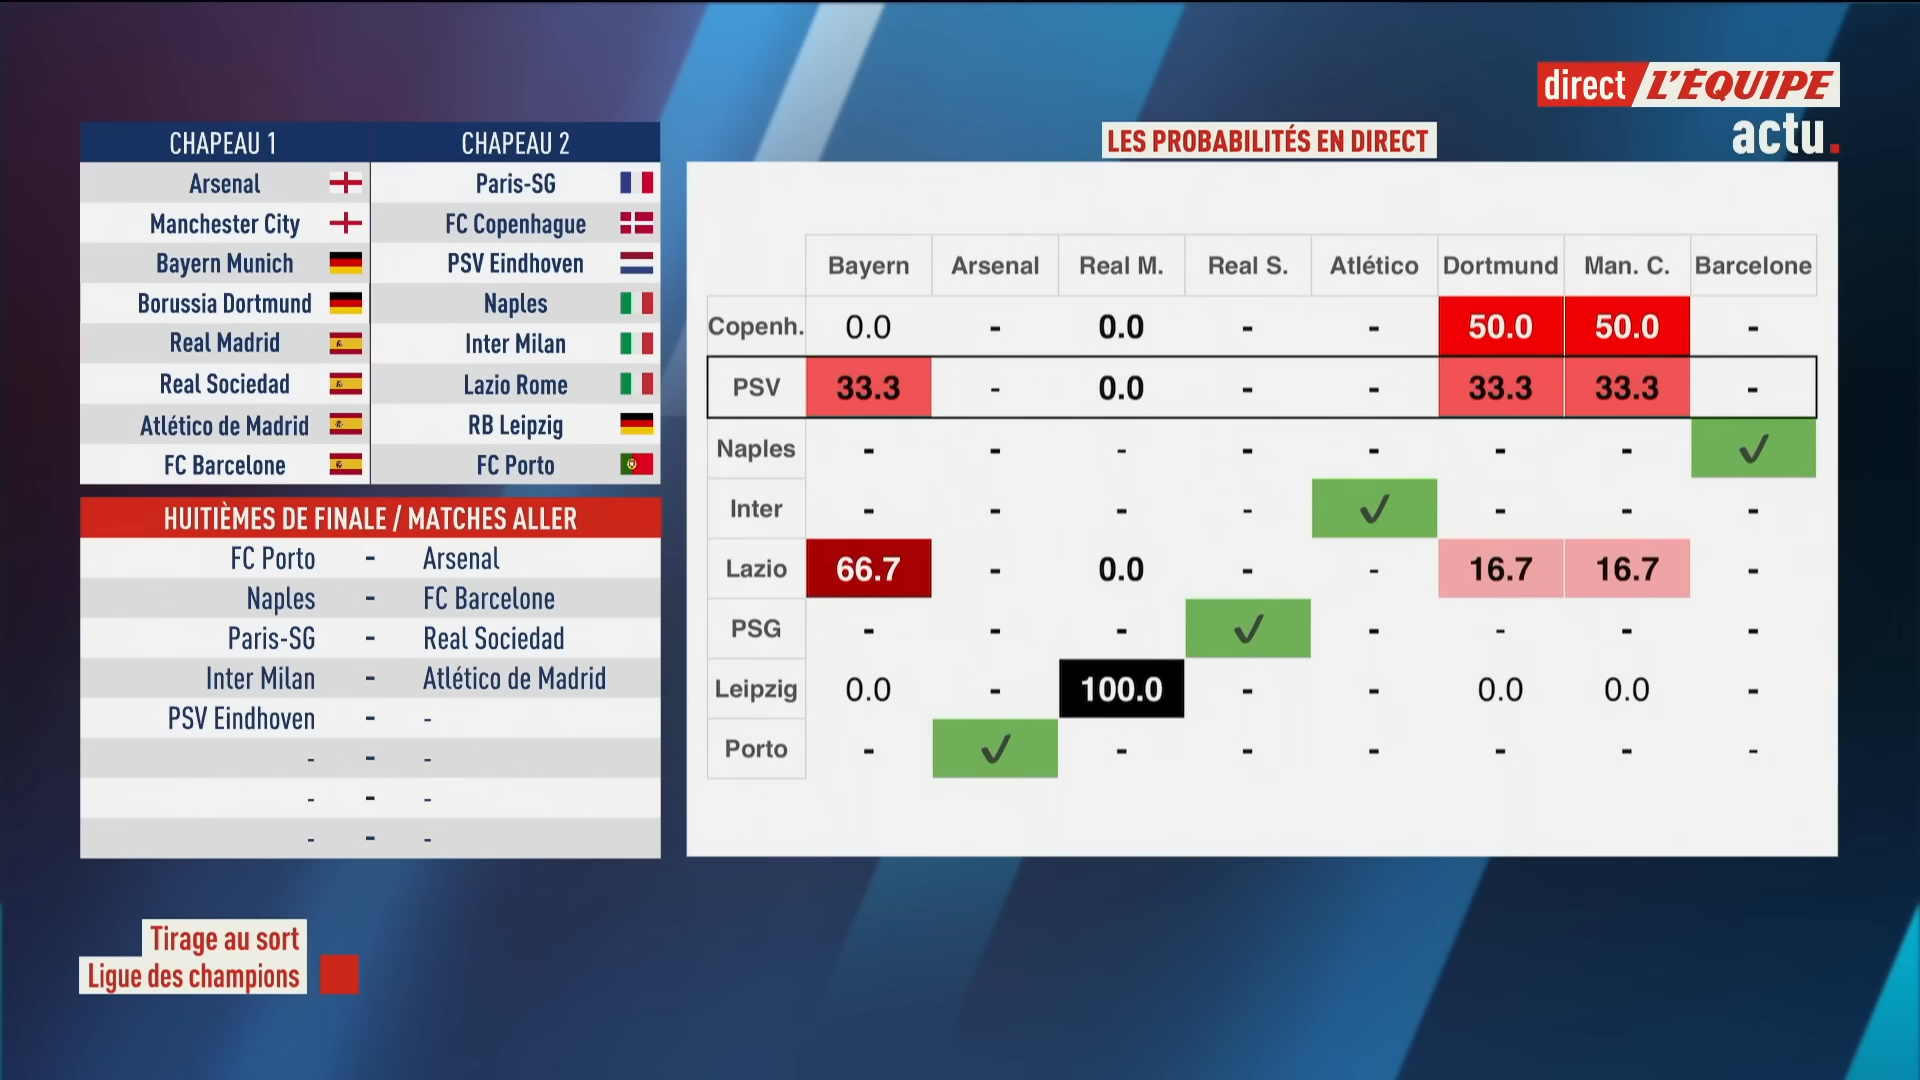 direct L'ÉQUIPE
actu.
CHAPEAU 1 CHAPEAU 2
Arsenal Paris-SG
Manchester City FC Copenhague
Bayern Munich PSV Eindhoven
Borussia Dortmund Naples
Real Madrid Inter Milan
Real Sociedad Lazio Rome
Atlético de Madrid RB Leipzig
FC Barcelone FC Porto
HUITIÈMES DE FINALE / MATCHES ALLER
FC Porto - Arsenal
Naples - FC Barcelone
Paris-SG - Real Sociedad
Inter Milan - Atlético de Madrid
PSV Eindhoven - -
- - -
- - -
- - -
LES PROBABILITÉS EN DIRECT
Bayern Arsenal Real M. Real S. Atlético Dortmund Man. C. Barcelone
Copenh. 0.0 - 0.0 - - 50.0 50.0 -
PSV 33.3 - 0.0 - - 33.3 33.3 -
Naples - - - - - - - ✓
Inter - - - - ✓ - - -
Lazio 66.7 - 0.0 - - 16.7 16.7 -
PSG - - - ✓ - - - -
Leipzig 0.0 - 100.0 - - 0.0 0.0 -
Porto - ✓ - - - - - -
Tirage au sort
Ligue des champions